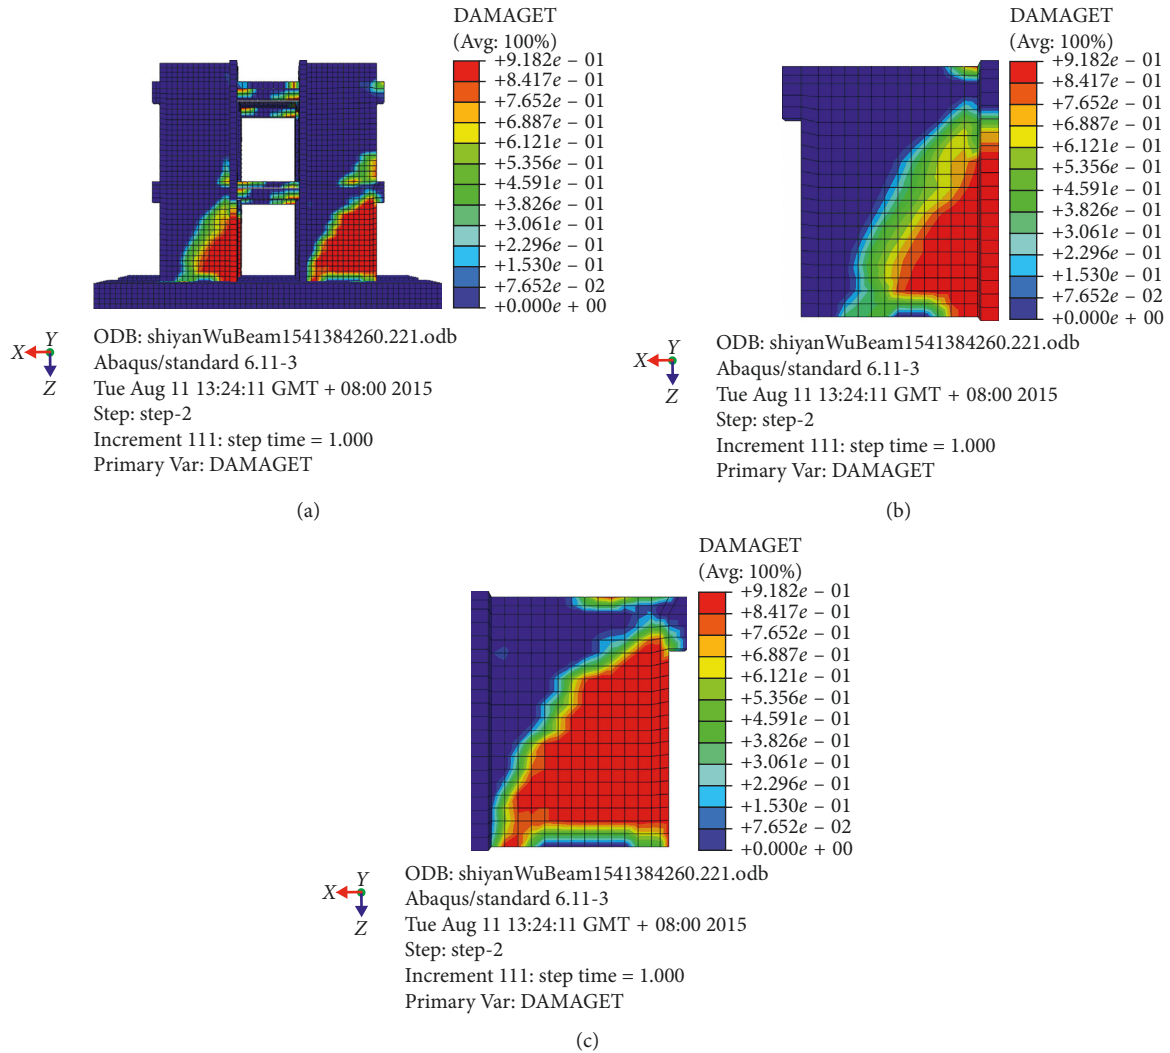 DAMAGET
(Avg: 100%)
+9.182e – 01
+8.417e – 01
+7.652e – 01
+6.887e – 01
+6.121e – 01
+5.356e – 01
+4.591e – 01
+3.826e – 01
+3.061e – 01
+2.296e – 01
+1.530e – 01
+7.652e – 02
+0.000e + 00
X
Y
Z
ODB: shiyanWuBeam1541384260.221.odb
Abaqus/standard 6.11-3
Tue Aug 11 13:24:11 GMT + 08:00 2015
Step: step-2
Increment 111: step time = 1.000
Primary Var: DAMAGET
(a)
DAMAGET
(Avg: 100%)
+9.182e – 01
+8.417e – 01
+7.652e – 01
+6.887e – 01
+6.121e – 01
+5.356e – 01
+4.591e – 01
+3.826e – 01
+3.061e – 01
+2.296e – 01
+1.530e – 01
+7.652e – 02
+0.000e + 00
X
Y
Z
ODB: shiyanWuBeam1541384260.221.odb
Abaqus/standard 6.11-3
Tue Aug 11 13:24:11 GMT + 08:00 2015
Step: step-2
Increment 111: step time = 1.000
Primary Var: DAMAGET
(b)
DAMAGET
(Avg: 100%)
+9.182e – 01
+8.417e – 01
+7.652e – 01
+6.887e – 01
+6.121e – 01
+5.356e – 01
+4.591e – 01
+3.826e – 01
+3.061e – 01
+2.296e – 01
+1.530e – 01
+7.652e – 02
+0.000e + 00
X
Y
Z
ODB: shiyanWuBeam1541384260.221.odb
Abaqus/standard 6.11-3
Tue Aug 11 13:24:11 GMT + 08:00 2015
Step: step-2
Increment 111: step time = 1.000
Primary Var: DAMAGET
(c)